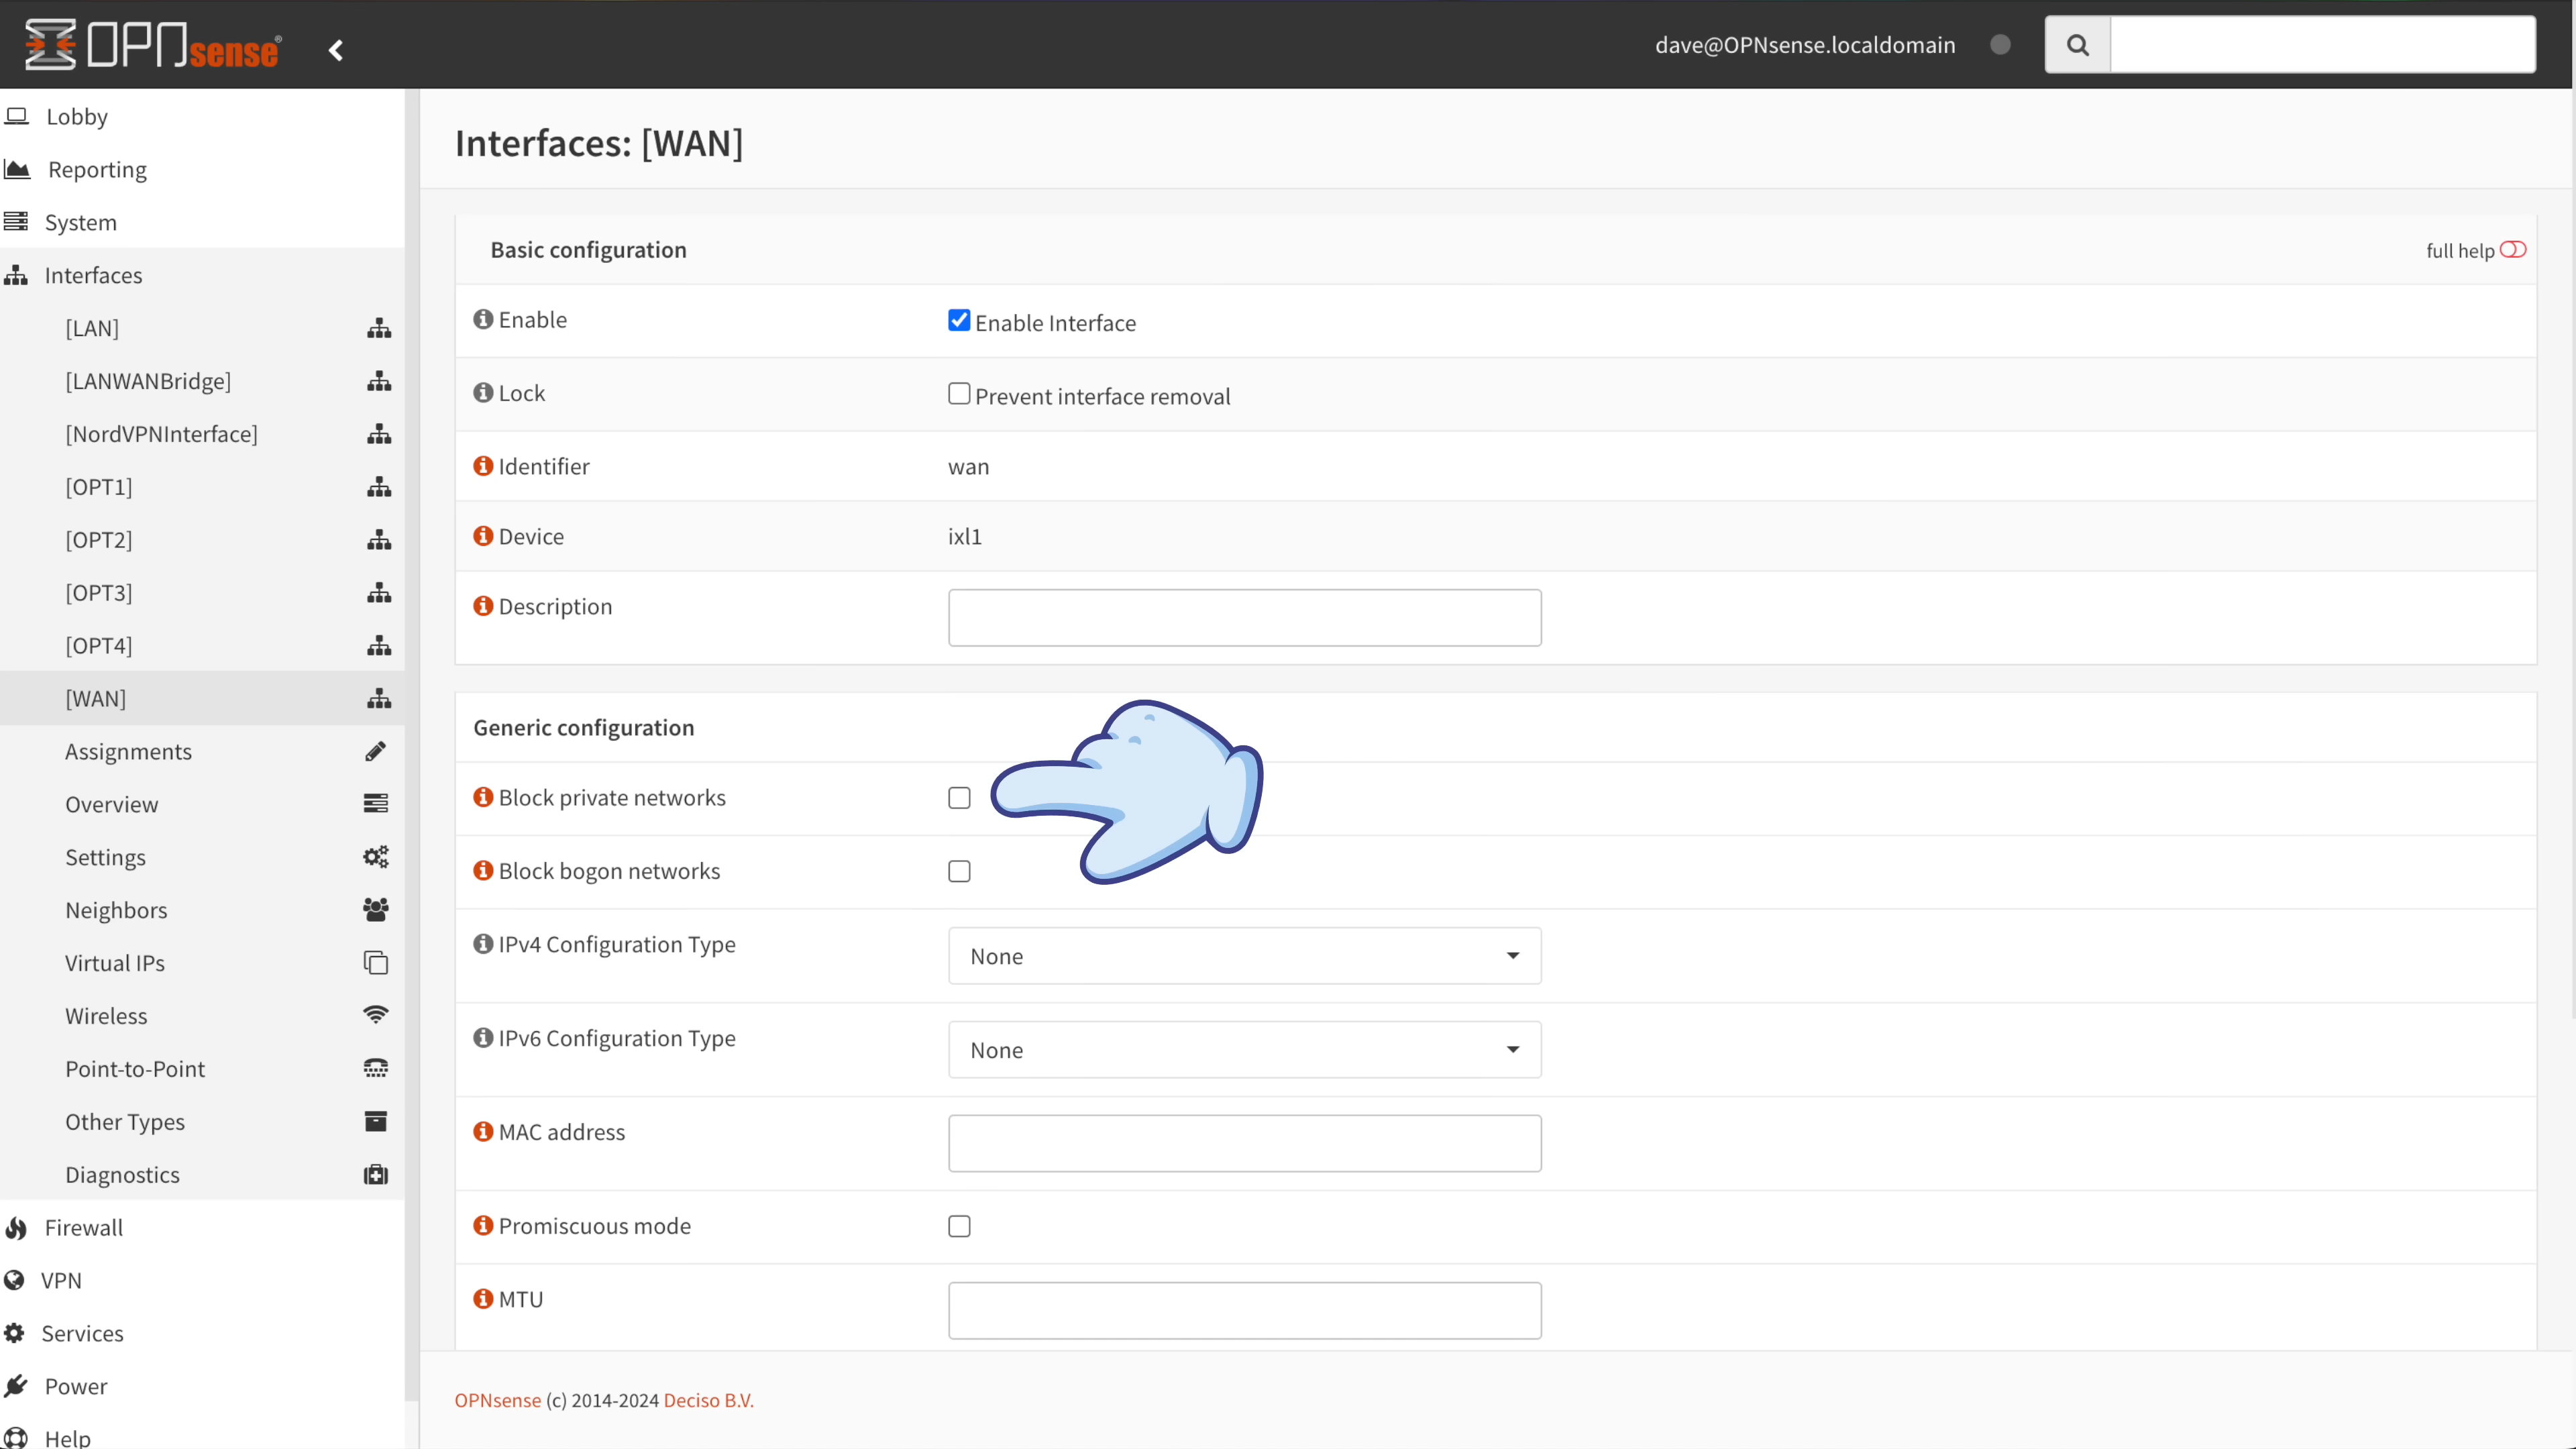 OPNsense®
dave@OPNsense.localdomain
Lobby
Reporting
System
Interfaces
[LAN]
[LANWANBridge]
[NordVPNInterface]
[OPT1]
[OPT2]
[OPT3]
[OPT4]
[WAN]
Assignments
Overview
Settings
Neighbors
Virtual IPs
Wireless
Point-to-Point
Other Types
Diagnostics
Firewall
VPN
Services
Power
Help
Interfaces: [WAN]
Basic configuration full help
Enable Enable Interface
Lock Prevent interface removal
Identifier wan
Device ixl1
Description
Generic configuration
Block private networks
Block bogon networks
IPv4 Configuration Type None
IPv6 Configuration Type None
MAC address
Promiscuous mode
MTU
OPNsense (c) 2014-2024 Deciso B.V.